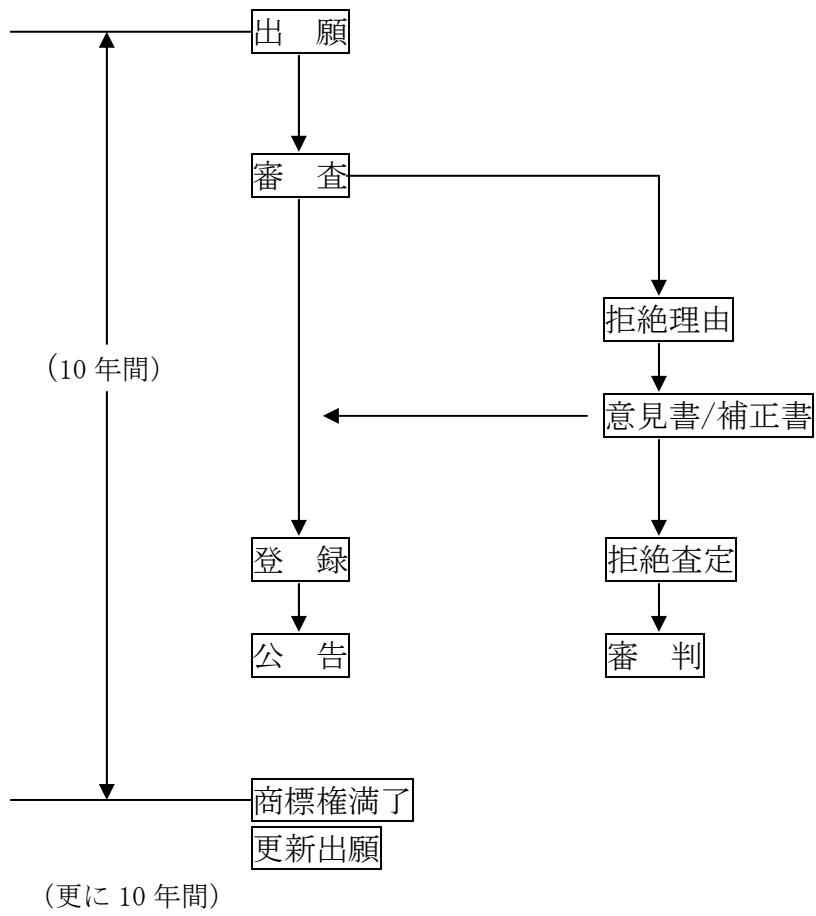 出　願
審　査
拒絶理由
(10 年間)
意見書/補正書
登　録
拒絶査定
公　告
審　判
商標権満了
更新出願
(更に 10 年間)